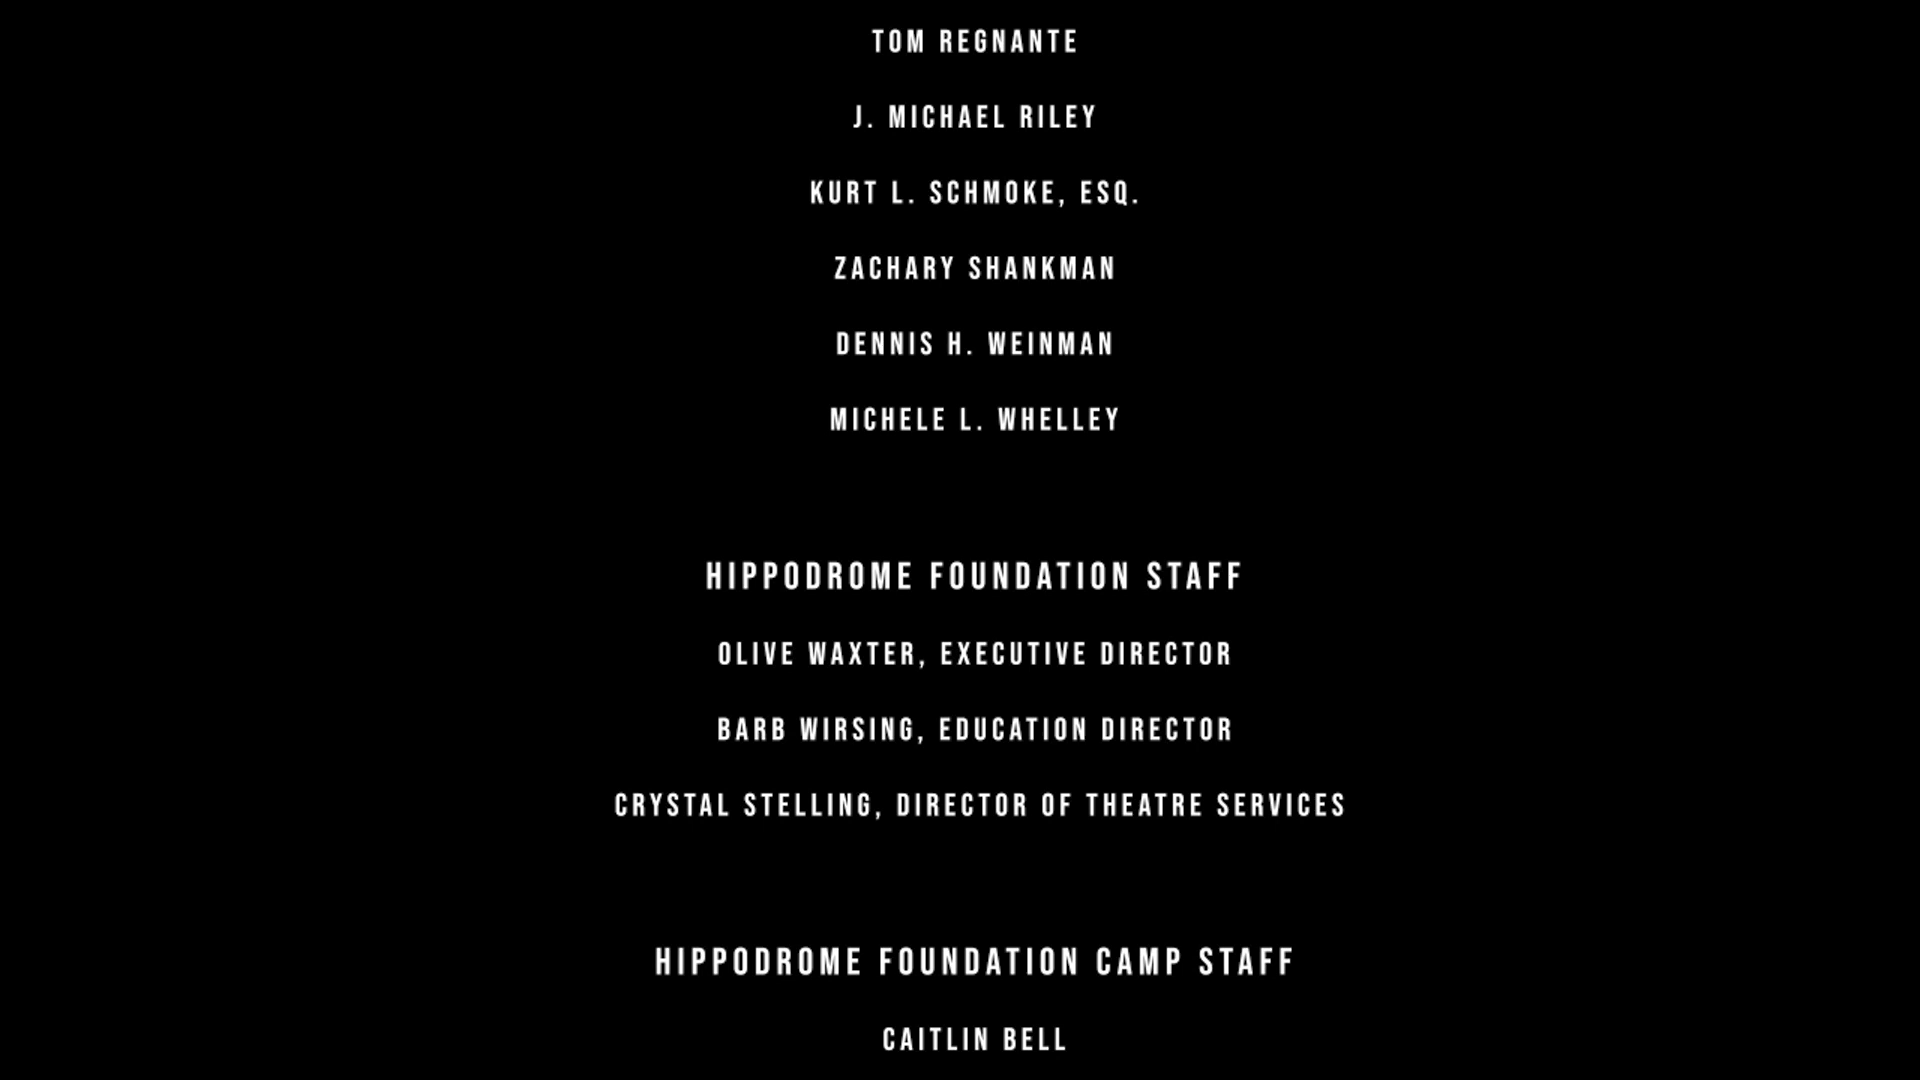 TOM REGNANTE
J. MICHAEL RILEY
KURT L. SCHMOKE, ESQ.
ZACHARY SHANKMAN
DENNIS H. WEINMAN
MICHELE L. WHELLEY
HIPPODROME FOUNDATION STAFF
OLIVE WAXTER, EXECUTIVE DIRECTOR
BARB WIRSING, EDUCATION DIRECTOR
CRYSTAL STELLING, DIRECTOR OF THEATRE SERVICES
HIPPODROME FOUNDATION CAMP STAFF
CAITLIN BELL